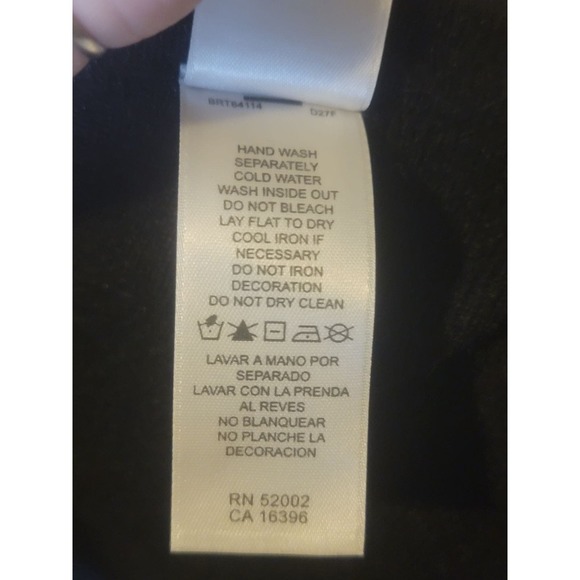 BRT64114 D27F
HAND WASH
SEPARATELY
COLD WATER
WASH INSIDE OUT
DO NOT BLEACH
LAY FLAT TO DRY
COOL IRON IF
NECESSARY
DO NOT IRON
DECORATION
DO NOT DRY CLEAN
LAVAR A MANO POR
SEPARADO
LAVAR CON LA PRENDA
AL REVES
NO BLANQUEAR
NO PLANCHE LA
DECORACION
RN 52002
CA 16396